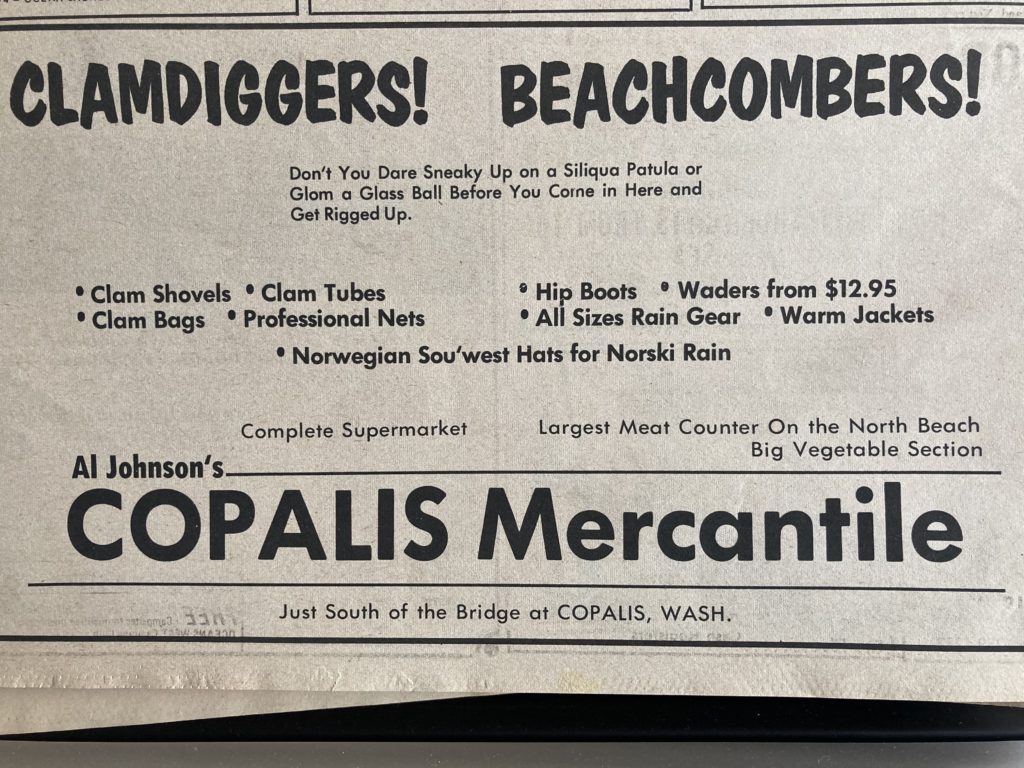 CLAMDIGGERS! BEACHCOMBERS!
Don't You Dare Sneaky Up on a Siliqua Patula or
Glom a Glass Ball Before You Come in Here and
Get Rigged Up.
• Clam Shovels • Clam Tubes • Hip Boots • Waders from $12.95
• Clam Bags • Professional Nets • All Sizes Rain Gear • Warm Jackets
• Norwegian Sou'west Hats for Norski Rain
Complete Supermarket Largest Meat Counter On the North Beach
Big Vegetable Section
Al Johnson's
COPALIS Mercantile
Just South of the Bridge at COPALIS, WASH.